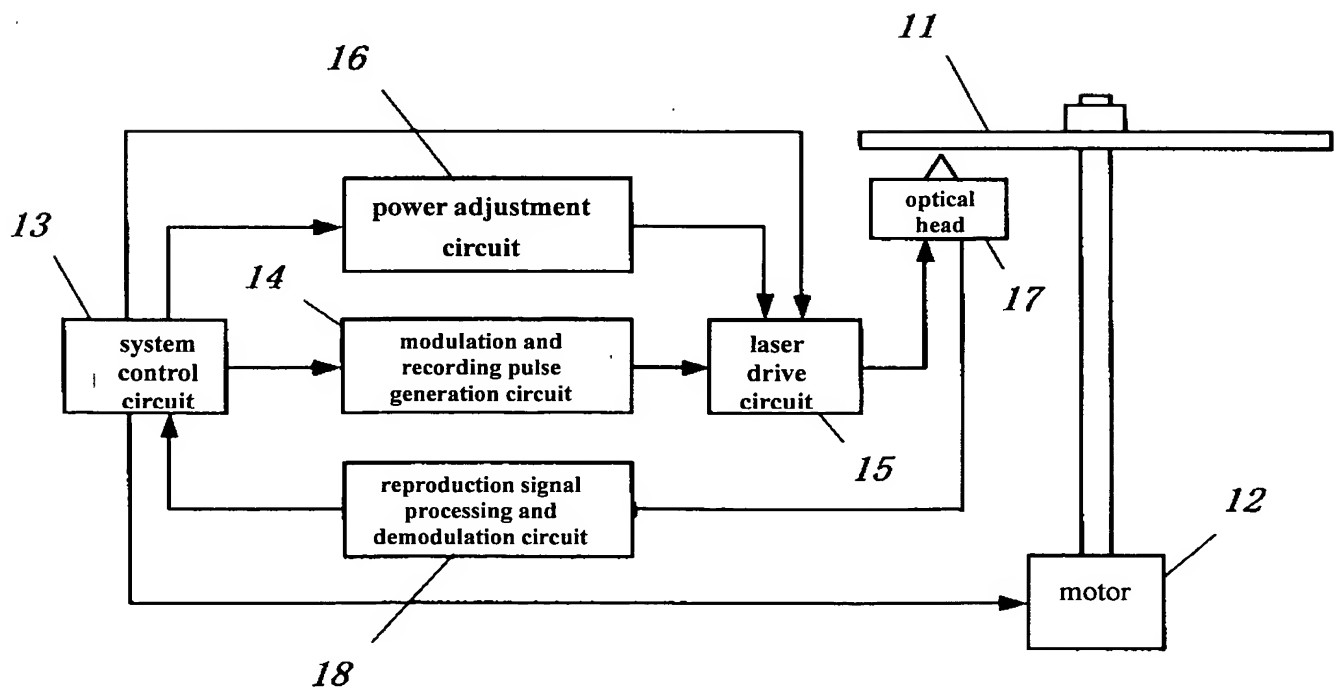 16
11
power adjustment
circuit
optical
head
13
14
17
system
control
circuit
modulation and
recording pulse
generation circuit
laser
drive
circuit
15
reproduction signal
processing and
demodulation circuit
12
motor
18